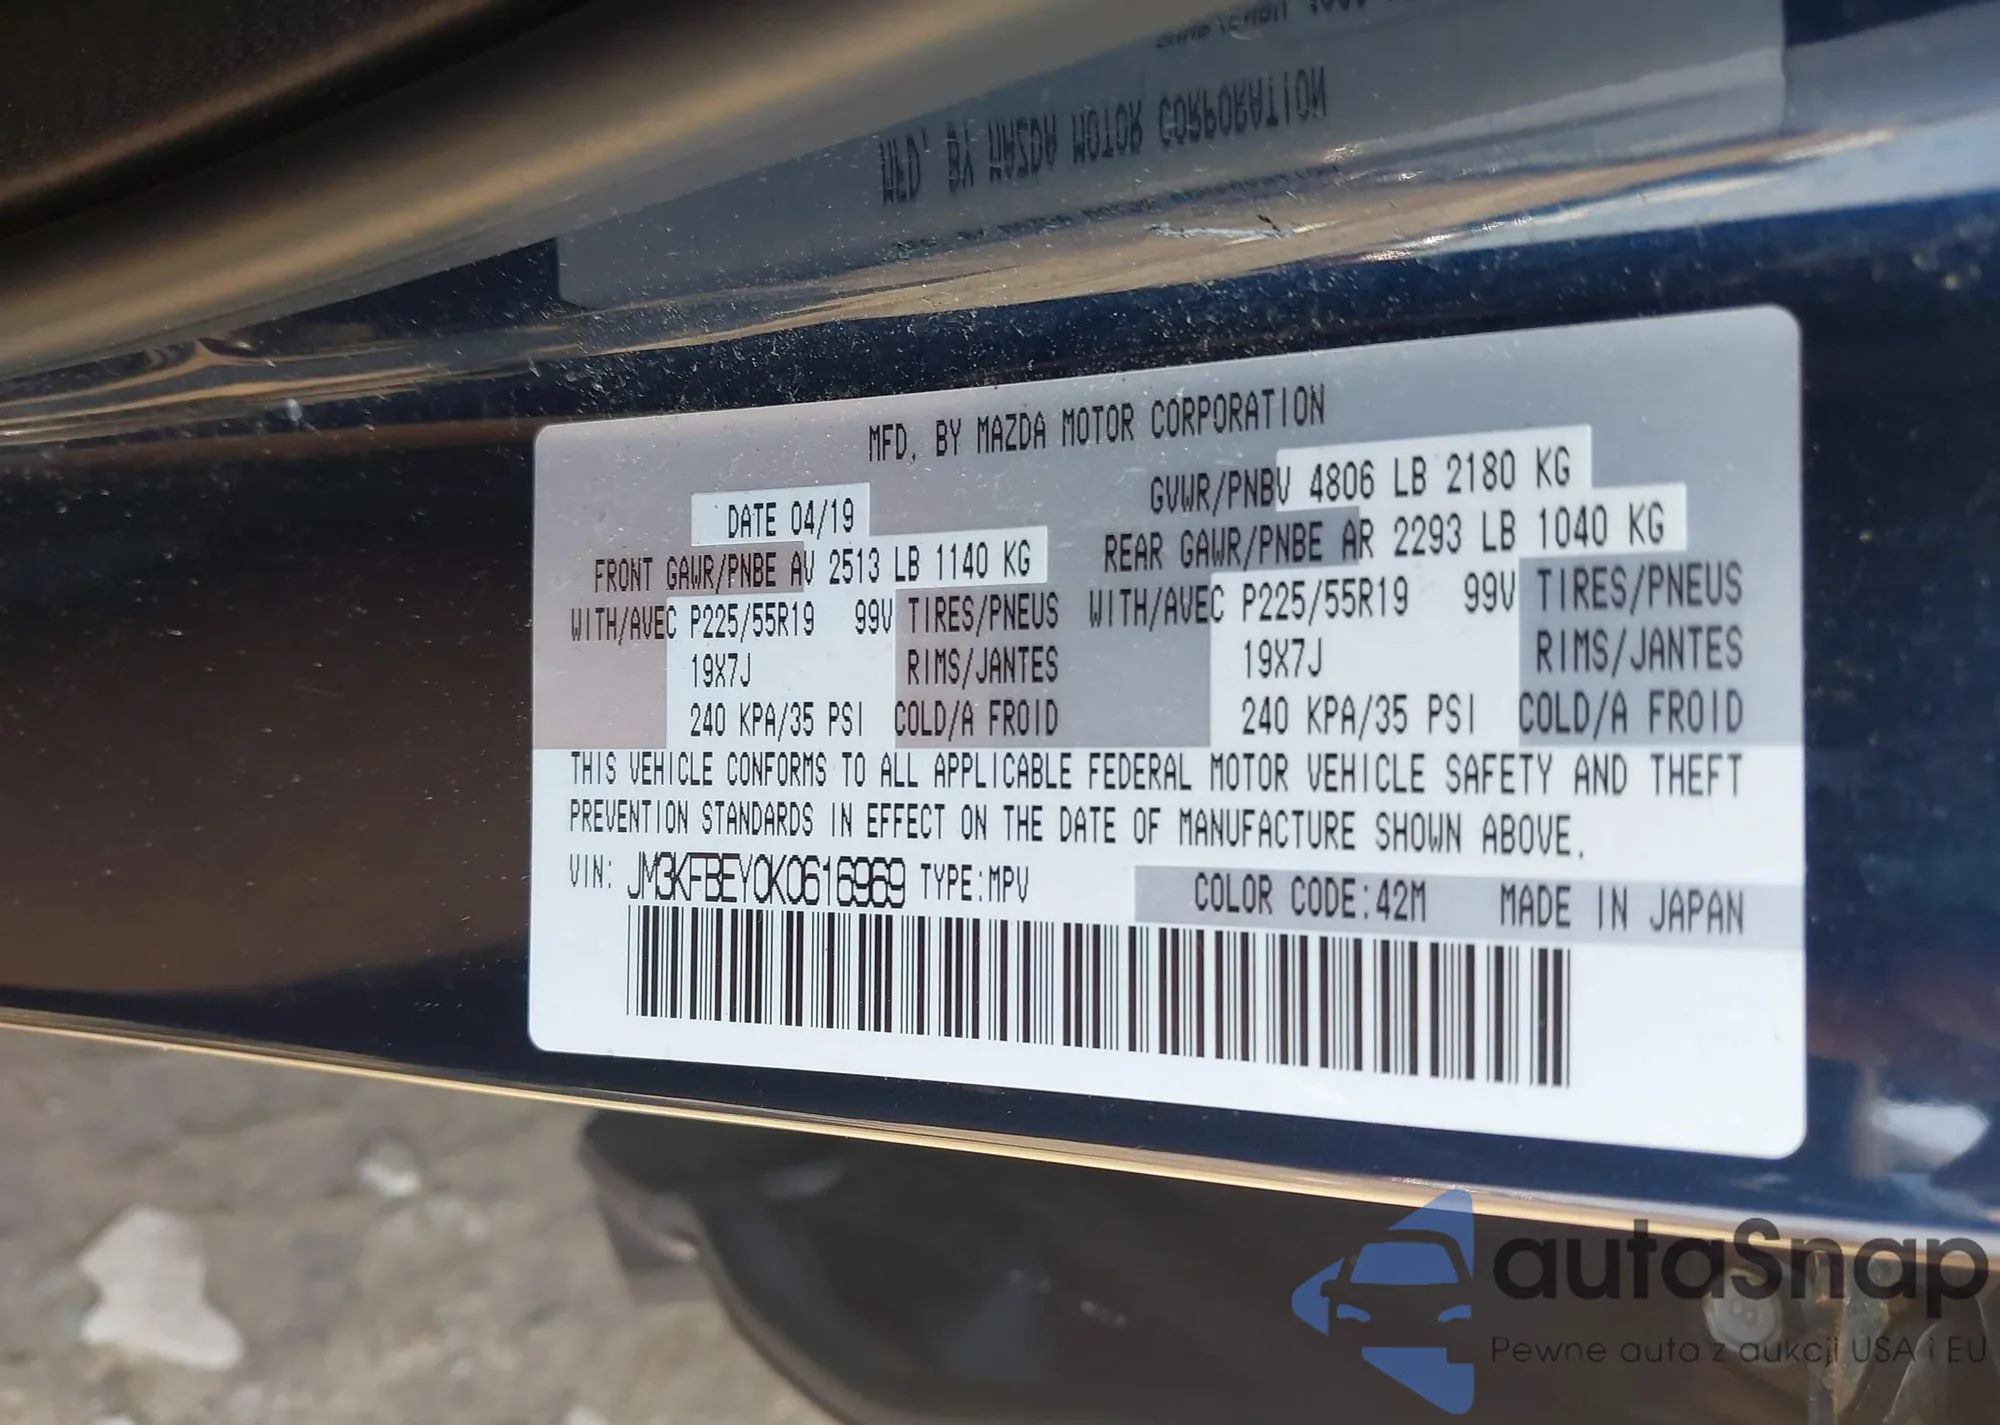 MFD. BY MAZDA MOTOR CORPORATION
MFD. BY MAZDA MOTOR CORPORATION
DATE 04/19 GVWR/PNBV 4806 LB 2180 KG
FRONT GAWR/PNBE AV 2513 LB 1140 KG REAR GAWR/PNBE AR 2293 LB 1040 KG
WITH/AVEC P225/55R19 99V TIRES/PNEUS WITH/AVEC P225/55R19 99V TIRES/PNEUS
19X7J RIMS/JANTES 19X7J RIMS/JANTES
240 KPA/35 PSI COLD/A FROID 240 KPA/35 PSI COLD/A FROID
THIS VEHICLE CONFORMS TO ALL APPLICABLE FEDERAL MOTOR VEHICLE SAFETY AND THEFT
PREVENTION STANDARDS IN EFFECT ON THE DATE OF MANUFACTURE SHOWN ABOVE.
VIN: JM3KFBEY0K0616969 TYPE:MPV COLOR CODE:42M MADE IN JAPAN
autaSnap
Pewne auta z aukcji USA i EU